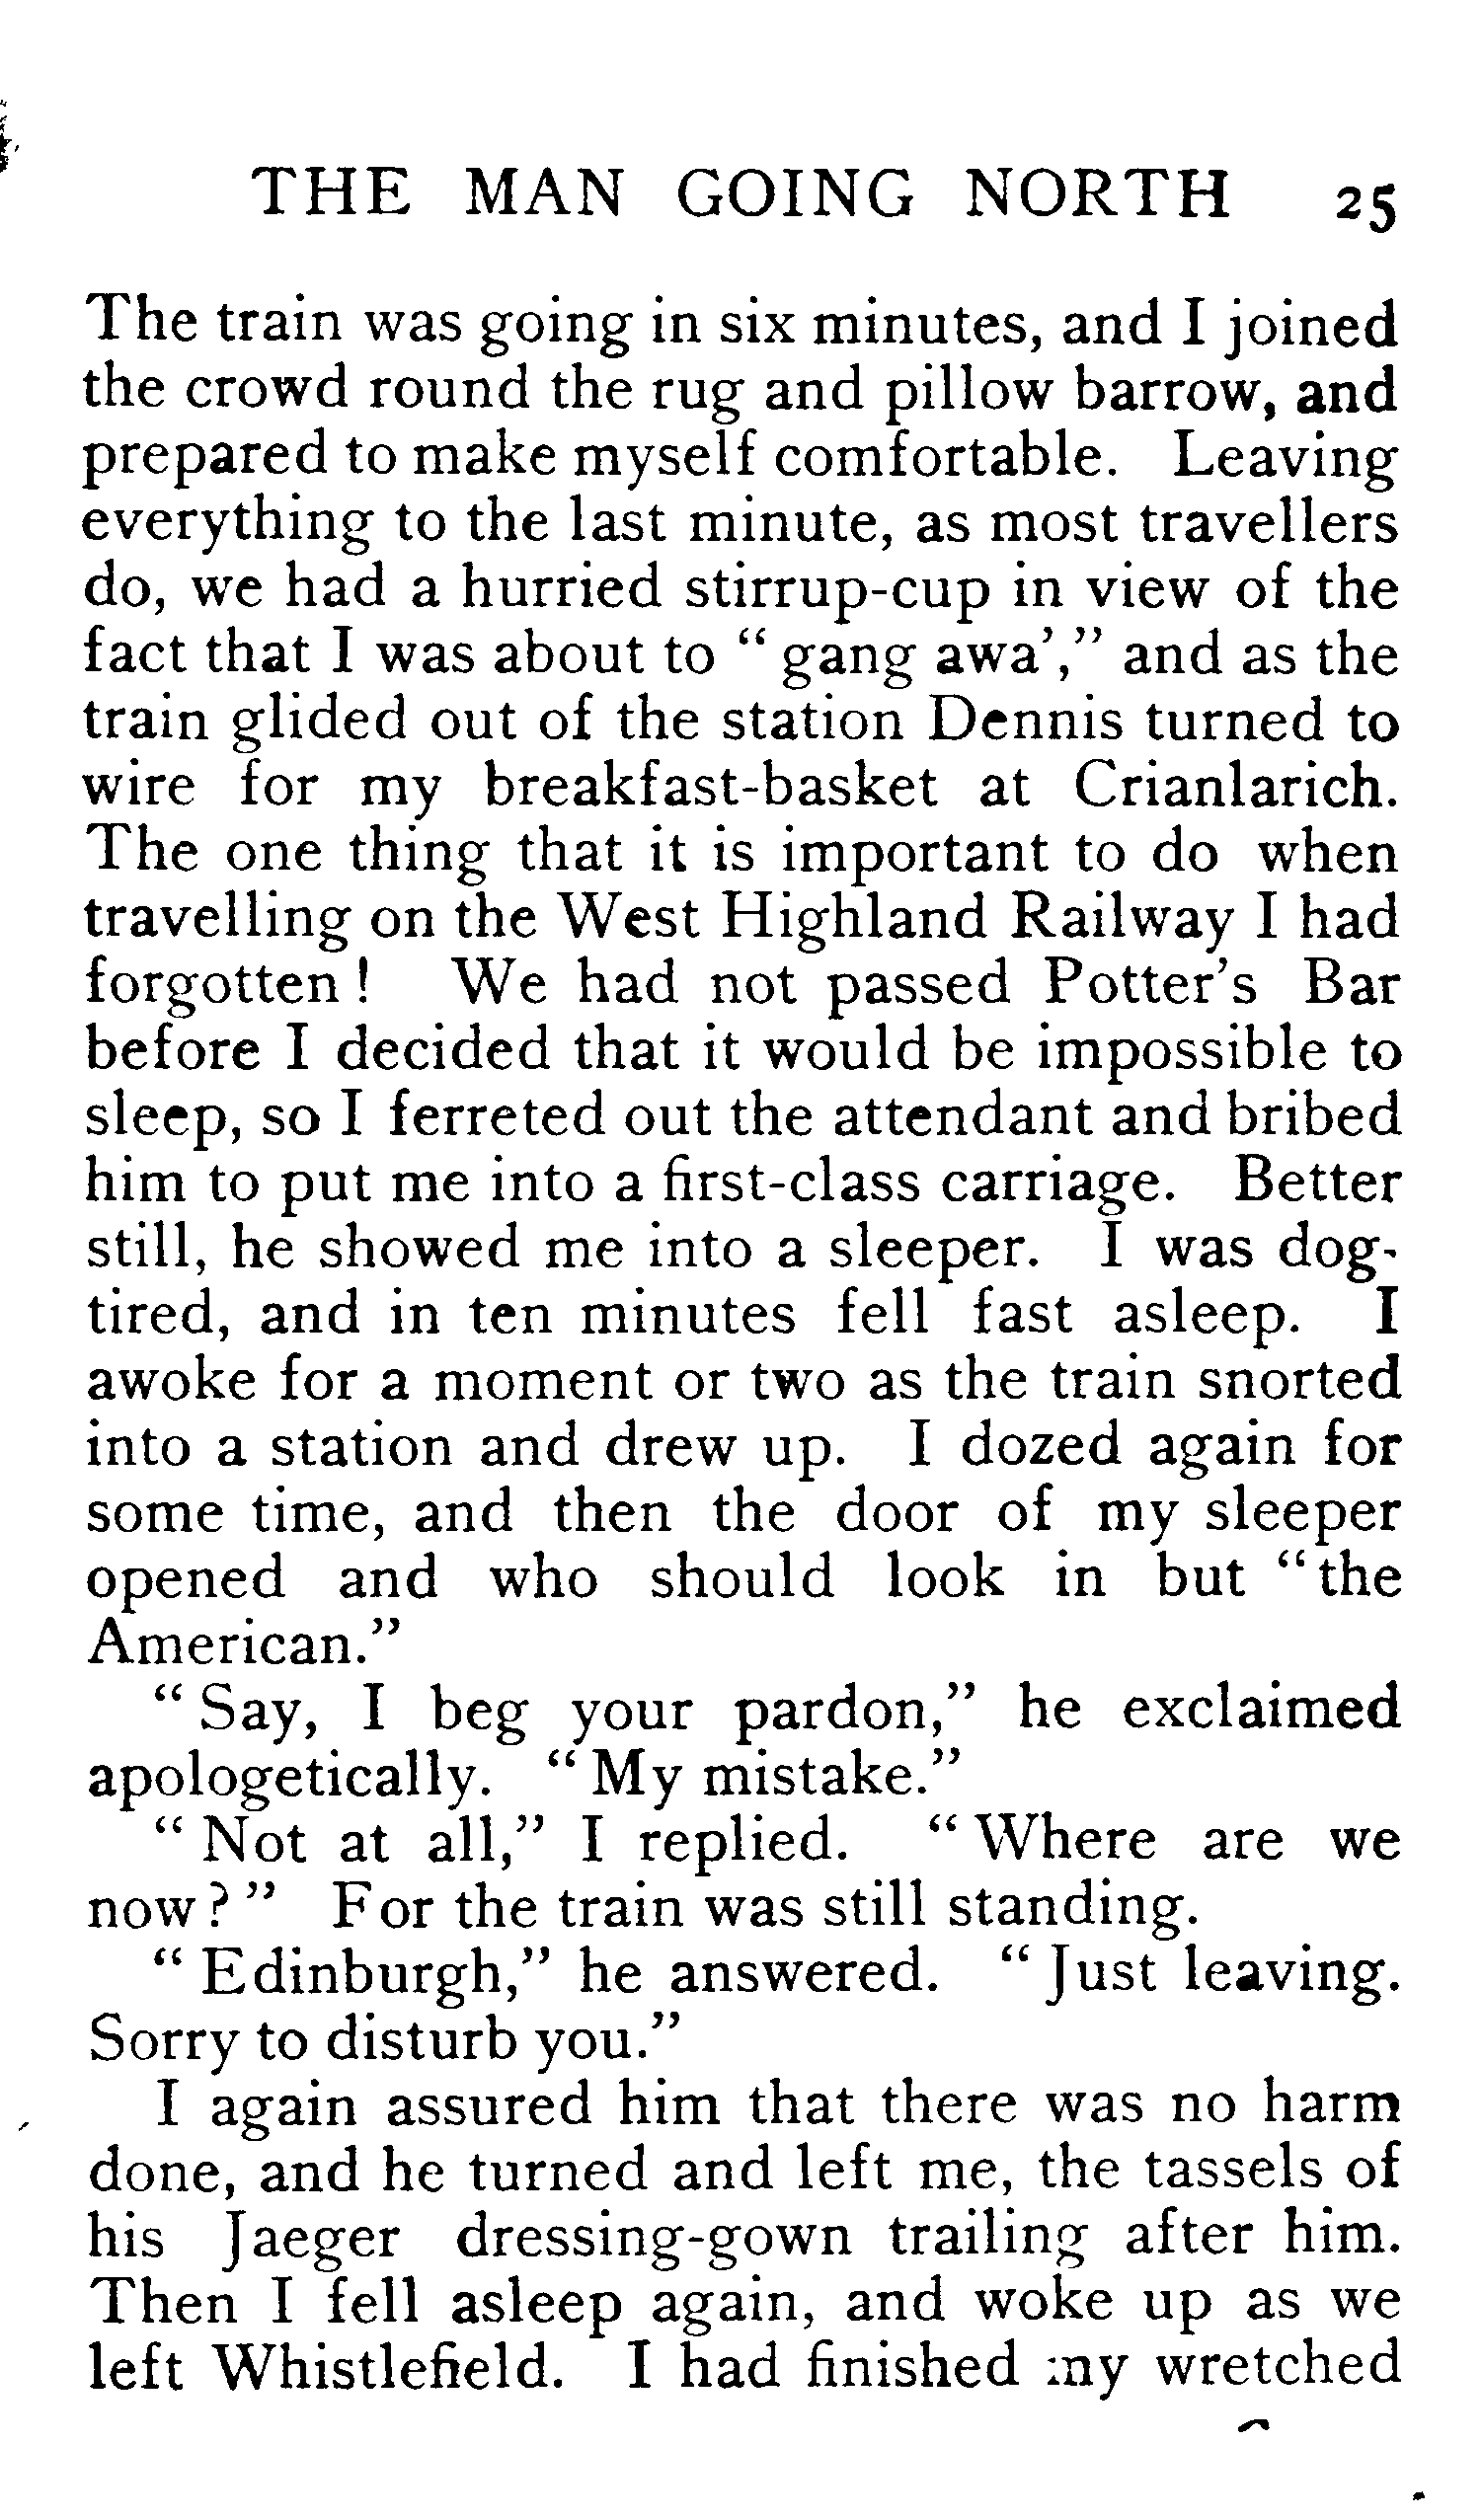 THE MAN GOING NORTH 25
The train was going in six minutes, and I joined
the crowd round the rug and pillow barrow, and
prepared to make myself comfortable. Leaving
everything to the last minute, as most travellers
do, we had a hurried stirrup-cup in view of the
fact that I was about to “ gang awa’,” and as the
train glided out of the station Dennis turned to
wire for my breakfast-basket at Crianlarich.
The one thing that it is important to do when
travelling on the West Highland Railway I had
forgotten ! We had not passed Potter’s Bar
before I decided that it would be impossible to
sleep, so I ferreted out the attendant and bribed
him to put me into a first-class carriage. Better
still, he showed me into a sleeper. I was dog-
tired, and in ten minutes fell fast asleep. I
awoke for a moment or two as the train snorted
into a station and drew up. I dozed again for
some time, and then the door of my sleeper
opened and who should look in but “ the
American.”
“ Say, I beg your pardon,” he exclaimed
apologetically. “ My mistake.”
“ Not at all,” I replied. “ Where are we
now ? ” For the train was still standing.
“ Edinburgh,” he answered. “ Just leaving.
Sorry to disturb you.”
I again assured him that there was no harm
done, and he turned and left me, the tassels of
his Jaeger dressing-gown trailing after him.
Then I fell asleep again, and woke up as we
left Whistlefield. I had finished my wretched